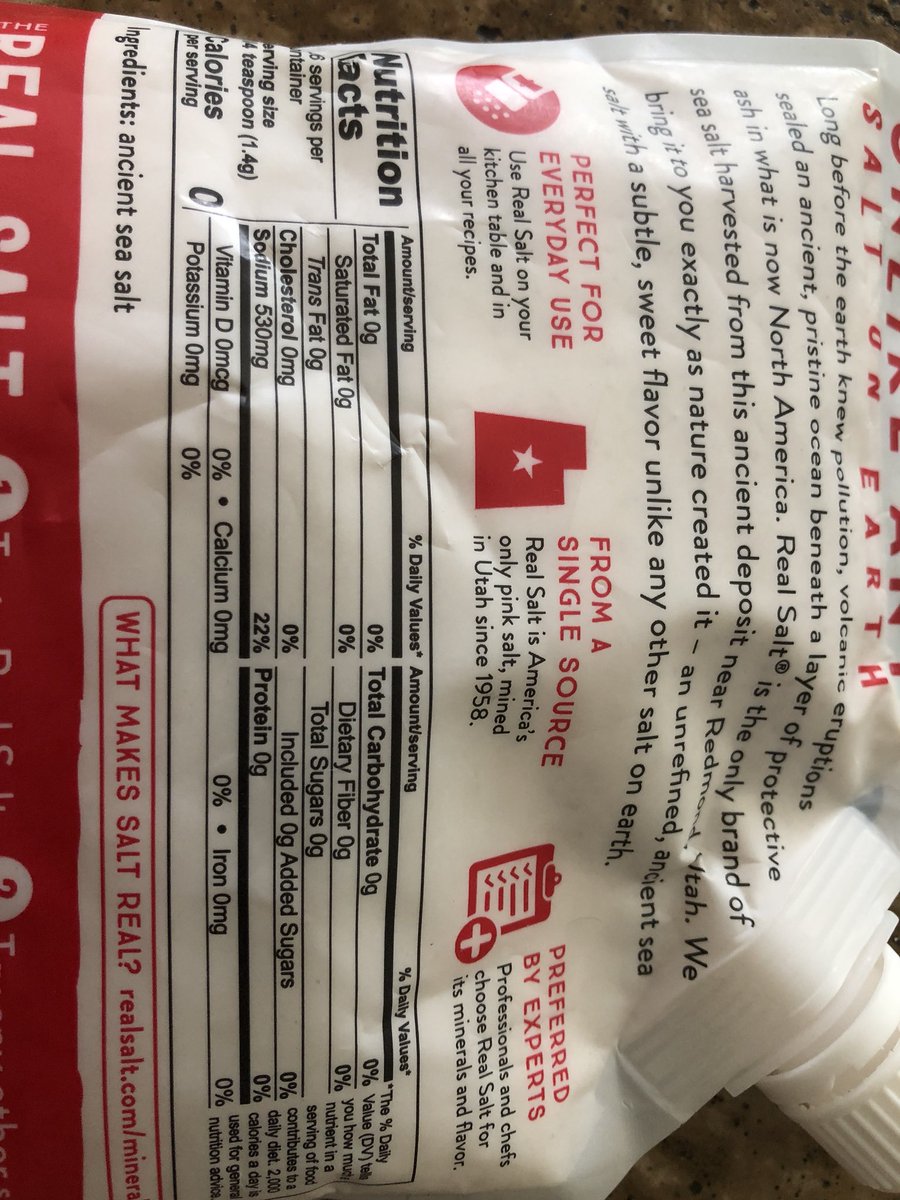 SALT ON EARTH
Long before the earth knew pollution, volcanic eruptions
sealed an ancient, pristine ocean beneath a layer of protective
ash in what is now North America. Real Salt® is the only brand of
sea salt harvested from this ancient deposit near Redmond, Utah. We
bring it to you exactly as nature created it – an unrefined, ancient sea
salt with a subtle, sweet flavor unlike any other salt on earth.
PERFECT FOR
EVERYDAY USE
Use Real Salt on your
kitchen table and in
all your recipes.
FROM A
SINGLE SOURCE
Real Salt is America's
only pink salt, mined
in Utah since 1958.
PREFERRED
BY EXPERTS
Professionals and chefs
choose Real Salt for
its minerals and flavor.
Nutrition
acts
6 servings per
ntainer
erving size
4 teaspoon (1.4g)
Calories 0
per serving
Amount/serving % Daily Values*
Total Fat 0g 0%
Saturated Fat 0g 0%
Trans Fat 0g
Cholesterol 0mg 0%
Sodium 530mg 22%
Amount/serving % Daily Values*
Total Carbohydrate 0g 0%
Dietary Fiber 0g 0%
Total Sugars 0g
Included 0g Added Sugars 0%
Protein 0g 0%
Vitamin D 0mcg 0% • Calcium 0mg 0% • Iron 0mg 0%
Potassium 0mg 0%
*The % Daily
Value (DV) tells
you how much
nutrient in a
serving of food
contributes to a
daily diet. 2,000
calories a day is
used for general
nutrition advice.
Ingredients: ancient sea salt
WHAT MAKES SALT REAL? realsalt.com/minera
THE
REAL SALT